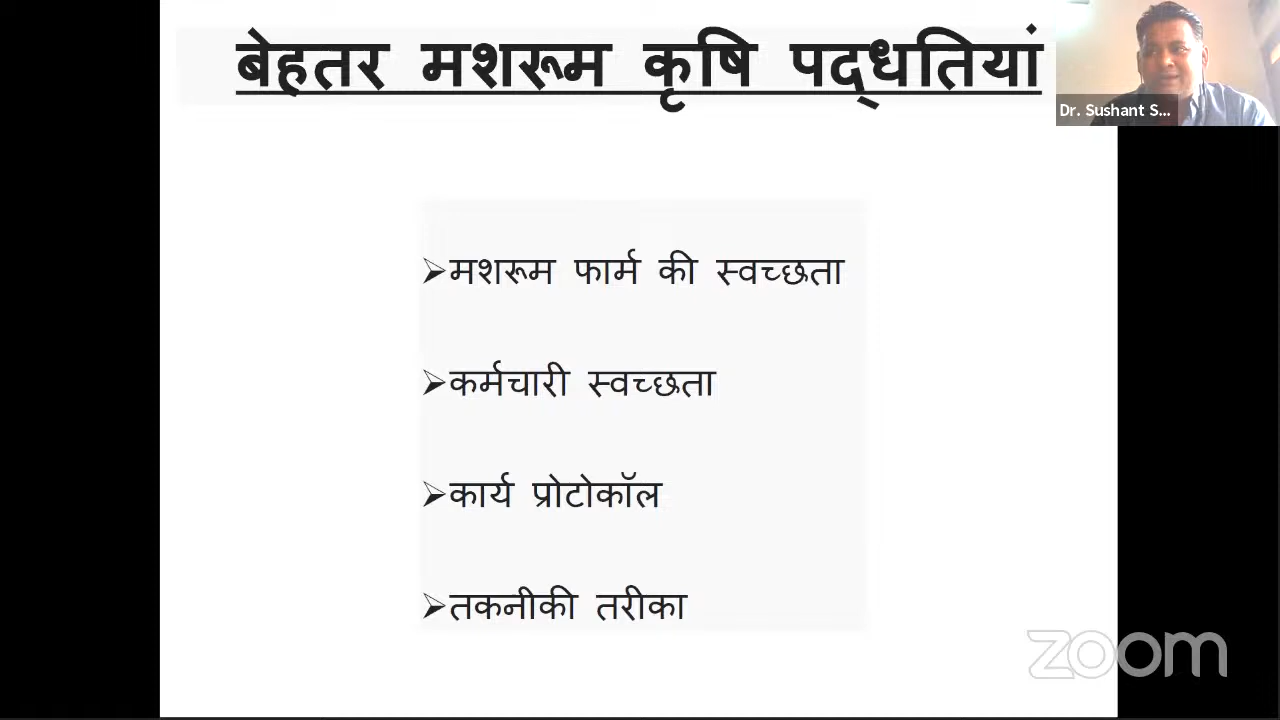 बेहतर मशरूम कृषि पद्धतियां
Dr. Sushant S...
➢मशरूम फार्म की स्वच्छता
➢कर्मचारी स्वच्छता
➢कार्य प्रोटोकॉल
➢तकनीकी तरीका
zoom